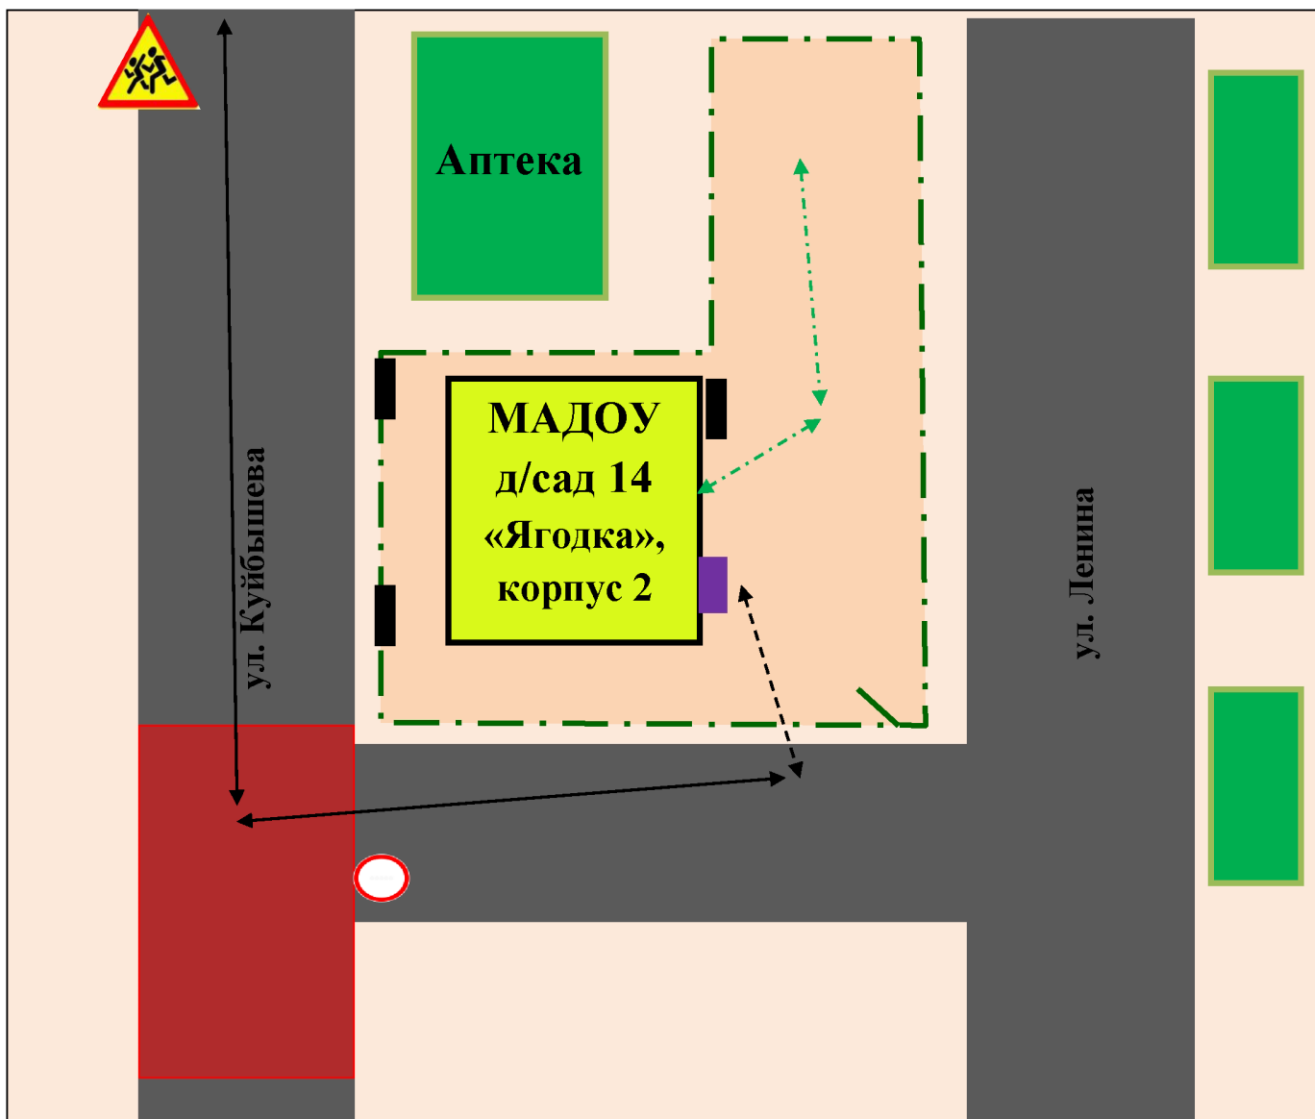 Аптека
МАДОУ
д/сад 14
«Ягодка»,
корпус 2
ул. Куйбышева
ул. Ленина